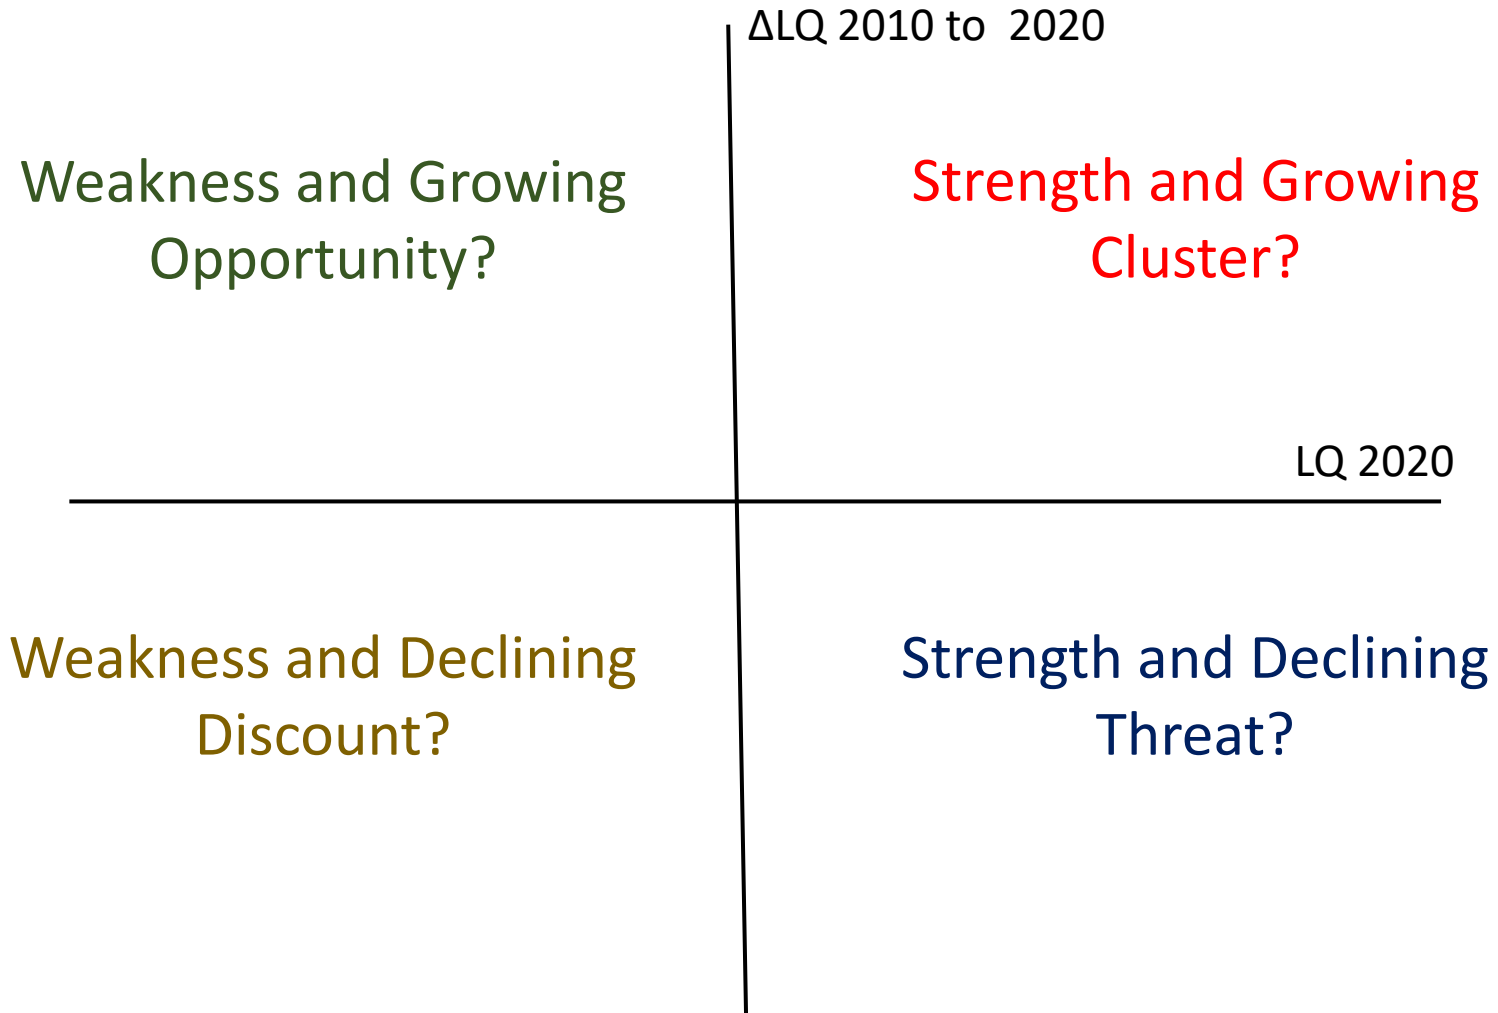 ΔLQ 2010 to  2020
Weakness and Growing
Opportunity?
Strength and Growing
Cluster?
LQ 2020
Weakness and Declining
Discount?
Strength and Declining
Threat?